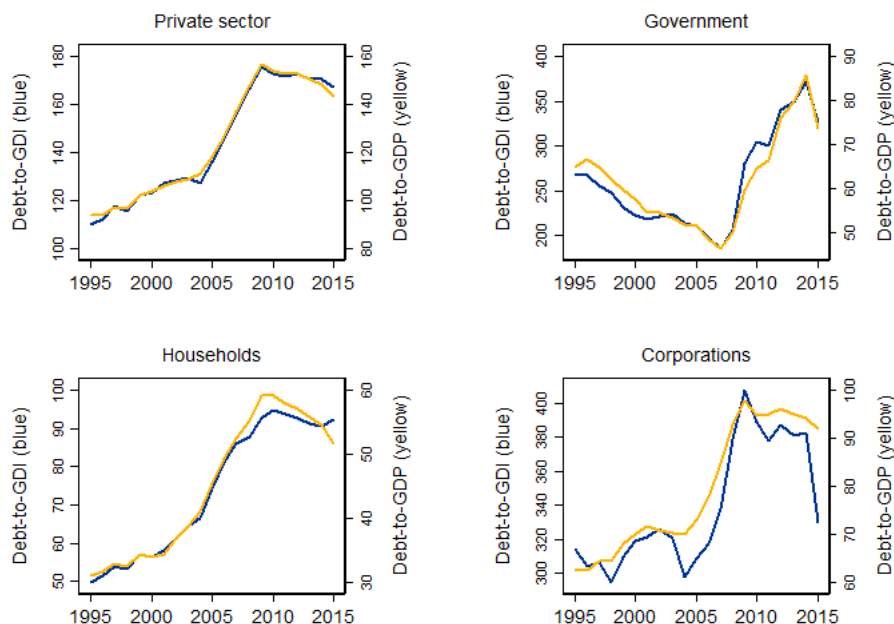 Private sector
Debt-to-GDI (blue)
180
160
140
120
100
160
140
120
100
80
Debt-to-GDP (yellow)
1995 2000 2005 2010 2015
Government
Debt-to-GDI (blue)
400
350
300
250
200
90
80
70
60
50
Debt-to-GDP (yellow)
1995 2000 2005 2010 2015
Households
Debt-to-GDI (blue)
100
90
80
70
60
50
60
50
40
30
Debt-to-GDP (yellow)
1995 2000 2005 2010 2015
Corporations
Debt-to-GDI (blue)
400
380
360
340
320
300
100
90
80
70
60
Debt-to-GDP (yellow)
1995 2000 2005 2010 2015